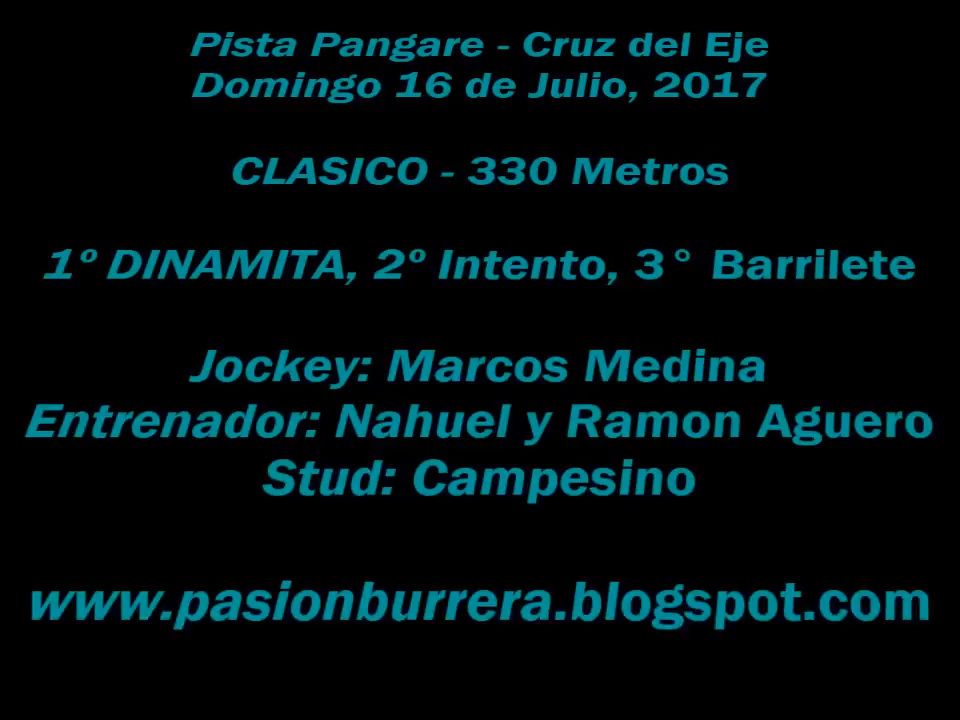 Pista Pangare - Cruz del Eje
Domingo 16 de Julio, 2017
CLASICO - 330 Metros
1º DINAMITA, 2º Intento, 3° Barrilete
Jockey: Marcos Medina
Entrenador: Nahuel y Ramon Aguero
Stud: Campesino
www.pasionburrera.blogspot.com